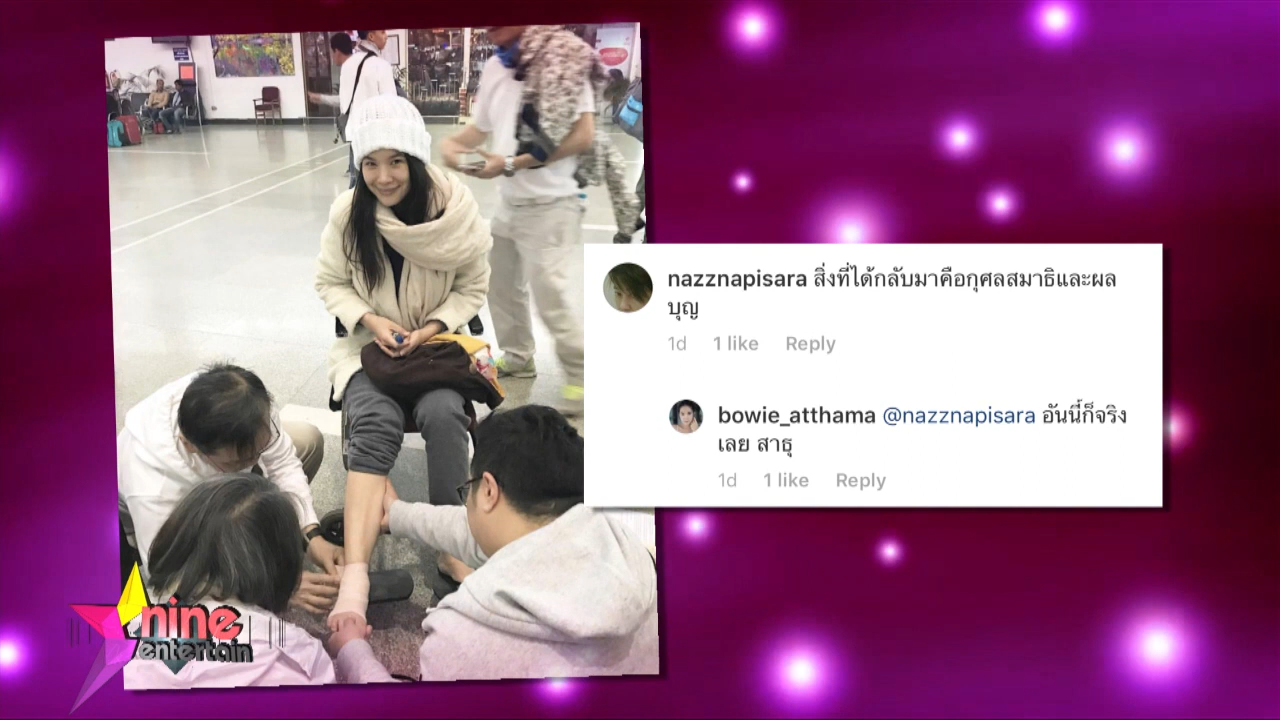 nazznapisara สิ่งที่ได้กลับมาคือกุศลสมาธิและผล
บุญ
1d 1 like Reply
bowie_atthama @nazznapisara อันนี้ก็จริง
เลย สาธุ
1d 1 like Reply
nine
entertain